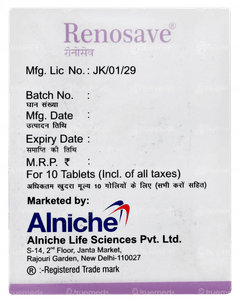 Renosave®
रीनोसेव
Mfg. Lic No. : JK/01/29
Batch No. :
घान संख्या
Mfg. Date :
उत्पादन तिथि
Expiry Date :
समाप्ति की तिथि
M.R.P. ₹ :
For 10 Tablets (Incl. of all taxes)
अधिकतम खुदरा मूल्य 10 गोलियों के लिए (सभी करों सहित)
Marketed by:
Alniche
Alniche Life Sciences Pvt. Ltd.
S-14, 2nd Floor, Janta Market,
Rajouri Garden, New Delhi-110027
® :-Registered Trade mark